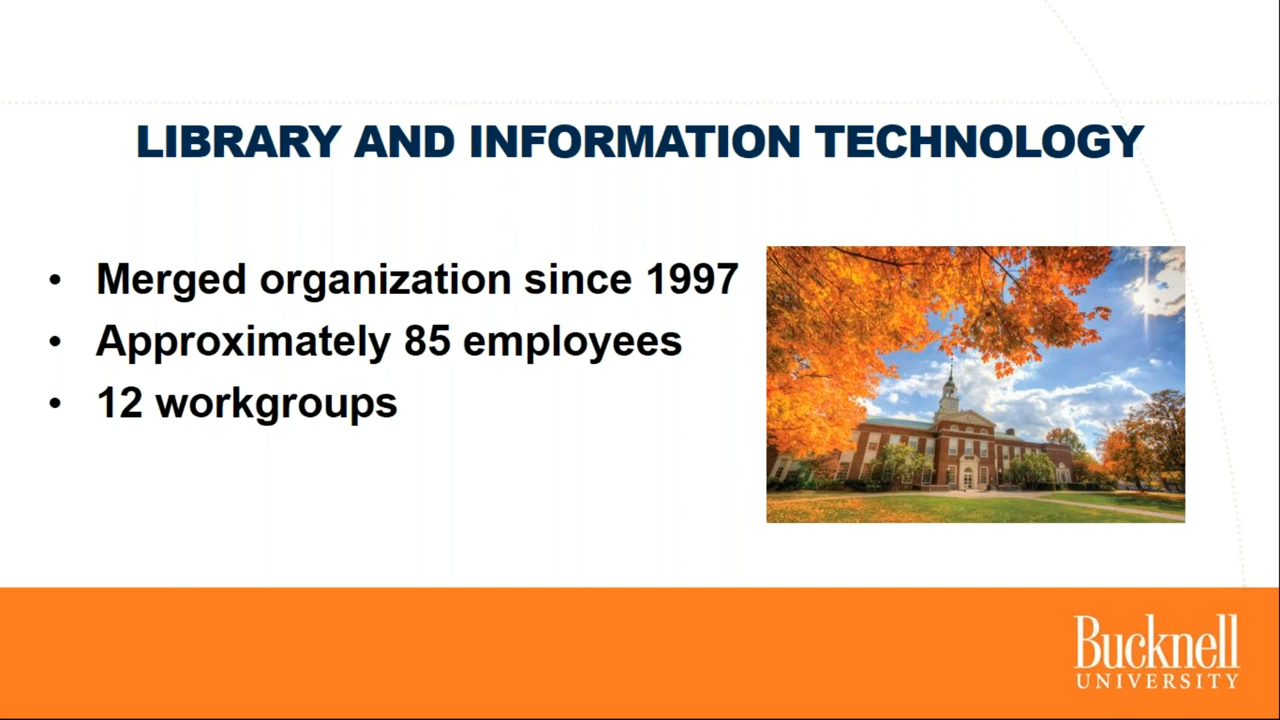 LIBRARY AND INFORMATION TECHNOLOGY
• Merged organization since 1997
• Approximately 85 employees
• 12 workgroups
Bucknell
UNIVERSITY